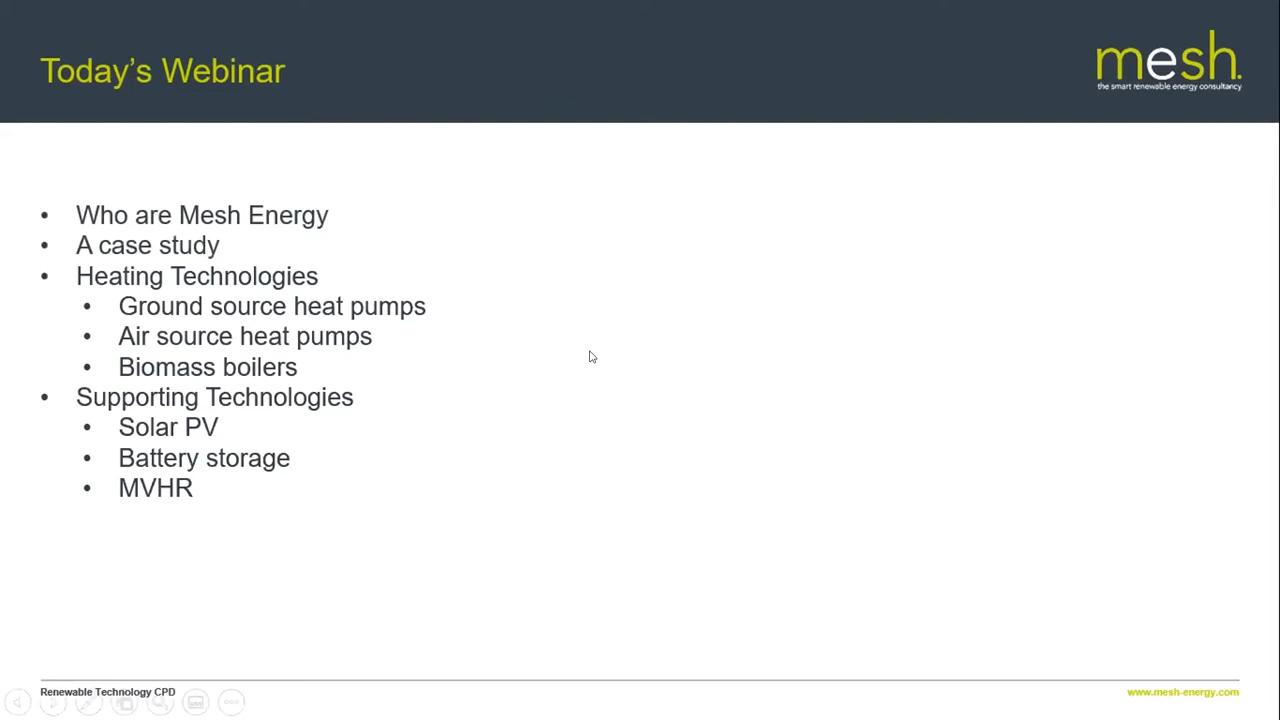 Today's Webinar
mesh.
the smart renewable energy consultancy
• Who are Mesh Energy
• A case study
• Heating Technologies
• Ground source heat pumps
• Air source heat pumps
• Biomass boilers
• Supporting Technologies
• Solar PV
• Battery storage
• MVHR
Renewable Technology CPD
www.mesh-energy.com